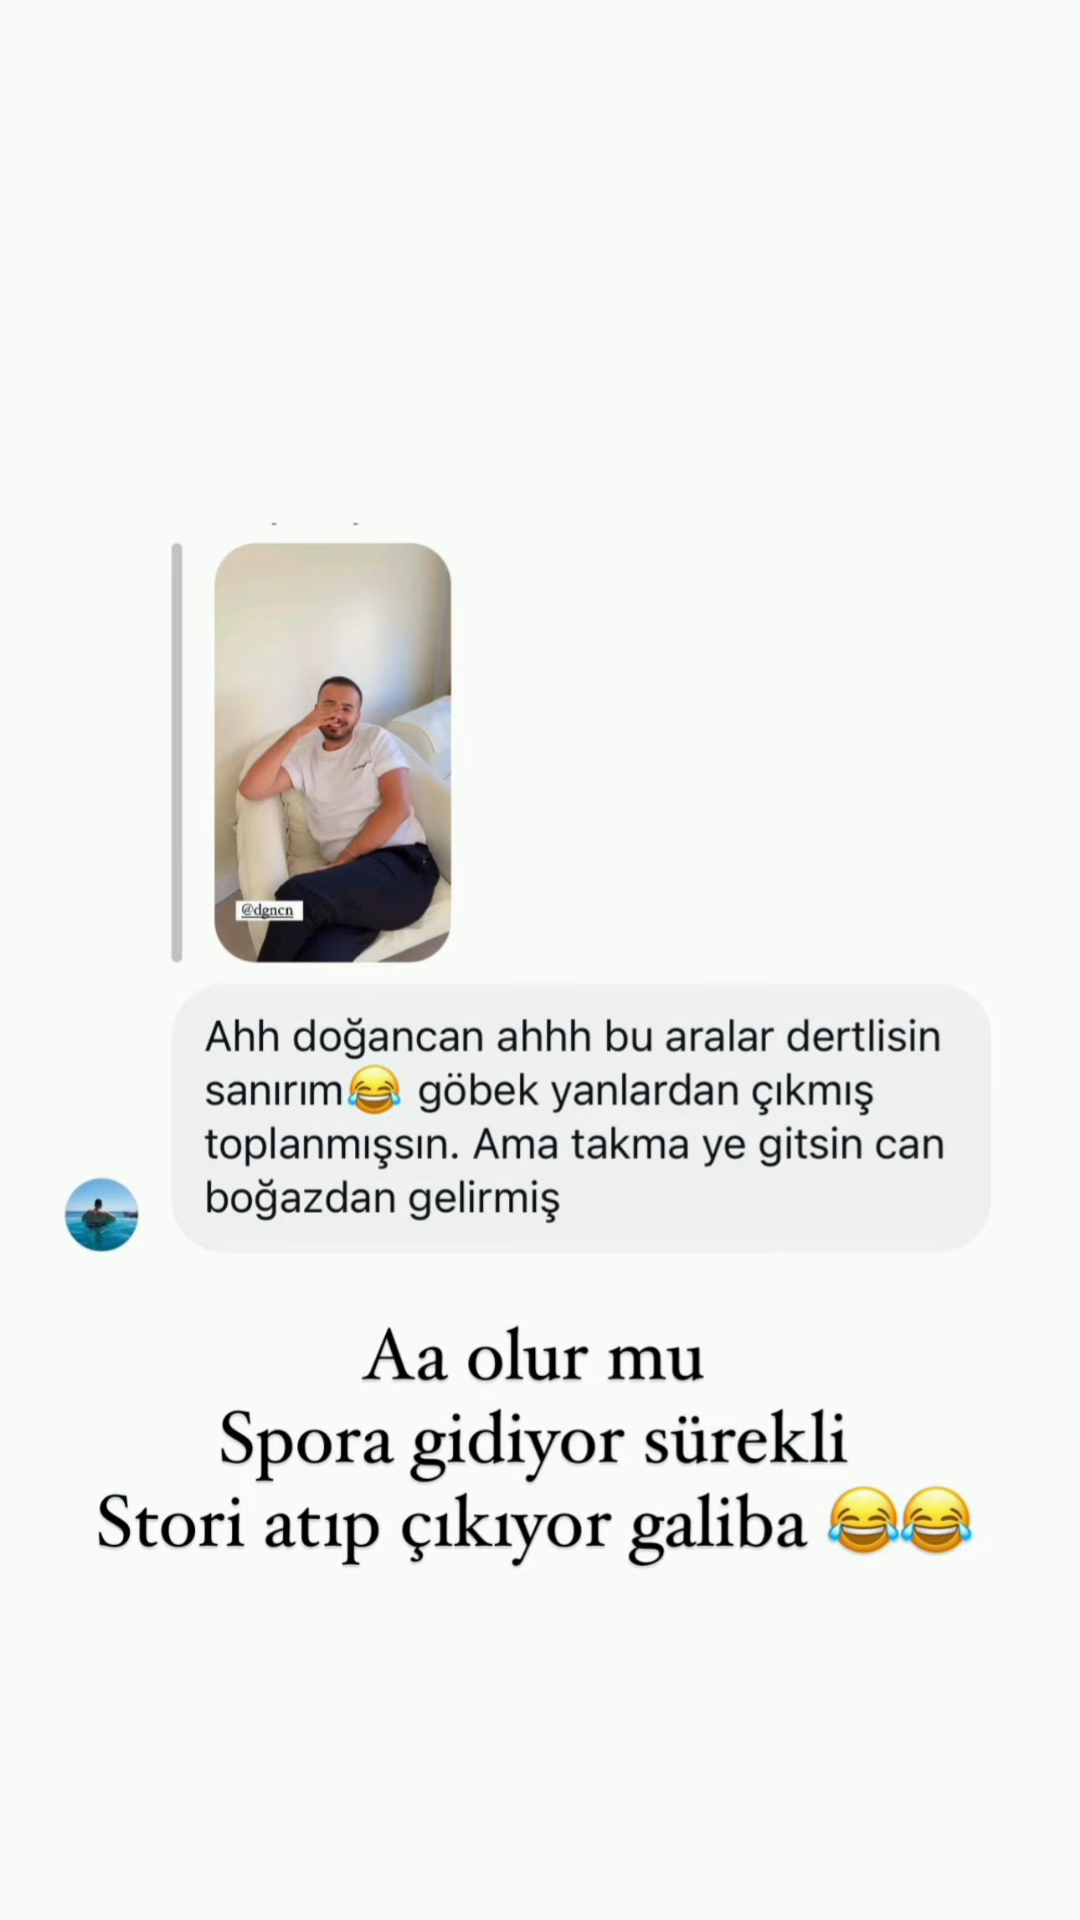 @dgncn
Ahh doğancan ahhh bu aralar dertlisin
sanırım😂 göbek yanlardan çıkmış
toplanmışsın. Ama takma ye gitsin can
boğazdan gelirmiş
Aa olur mu
Spora gidiyor sürekli
Stori atıp çıkıyor galiba 😂😂